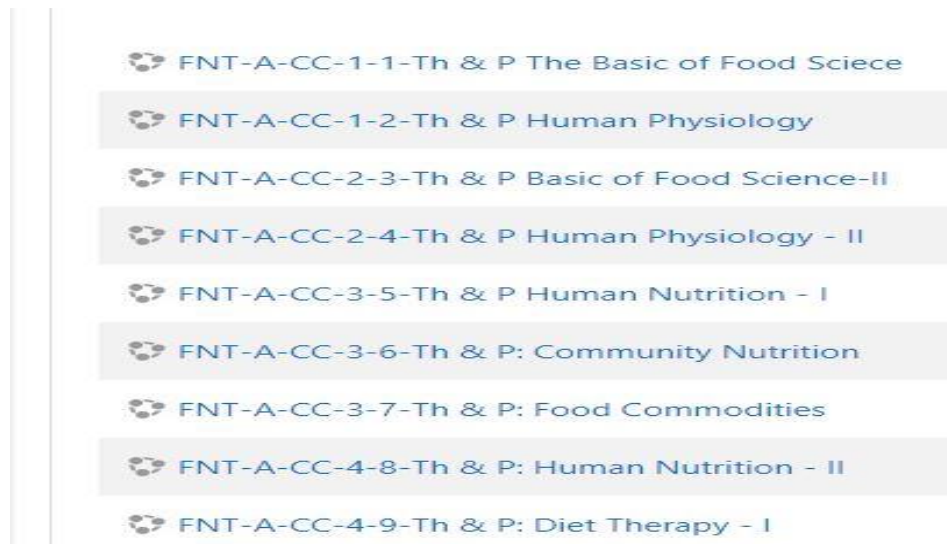 FNT-A-CC-1-1-Th & P The Basic of Food Sciece
FNT-A-CC-1-2-Th & P Human Physiology
FNT-A-CC-2-3-Th & P Basic of Food Science-II
FNT-A-CC-2-4-Th & P Human Physiology - II
FNT-A-CC-3-5-Th & P Human Nutrition - I
FNT-A-CC-3-6-Th & P: Community Nutrition
FNT-A-CC-3-7-Th & P: Food Commodities
FNT-A-CC-4-8-Th & P: Human Nutrition - II
FNT-A-CC-4-9-Th & P: Diet Therapy - I